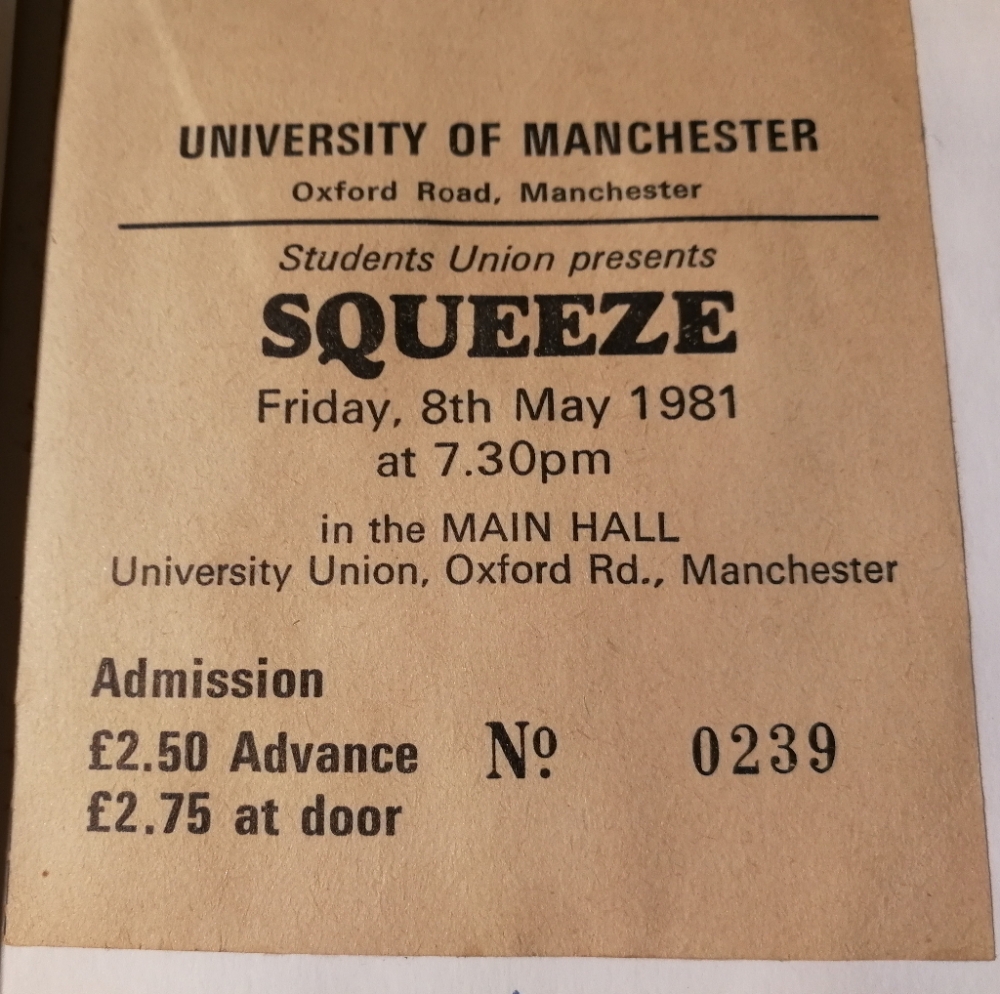 UNIVERSITY OF MANCHESTER
Oxford Road, Manchester
Students Union presents
SQUEEZE
Friday, 8th May 1981
at 7.30pm
in the MAIN HALL
University Union, Oxford Rd., Manchester
Admission
£2.50 Advance Nº 0239
£2.75 at door